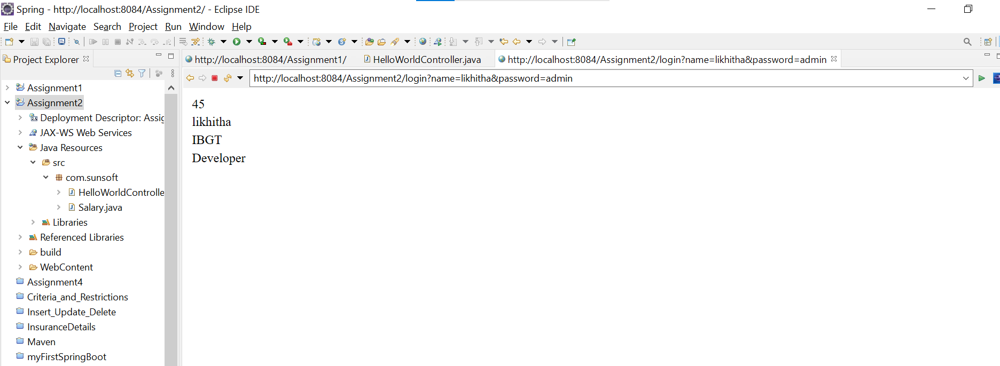 Spring - http://localhost:8084/Assignment2/ - Eclipse IDE
File Edit Navigate Search Project Run Window Help
Project Explorer
http://localhost:8084/Assignment1/ HelloWorldController.java http://localhost:8084/Assignment2/login?name=likhitha&password=admin
http://localhost:8084/Assignment2/login?name=likhitha&password=admin
Assignment1
Assignment2
Deployment Descriptor: Assig
JAX-WS Web Services
Java Resources
src
com.sunsoft
HelloWorldControlle
Salary.java
Libraries
Referenced Libraries
build
WebContent
Assignment4
Criteria_and_Restrictions
Insert_Update_Delete
InsuranceDetails
Maven
myFirstSpringBoot
45
likhitha
IBGT
Developer